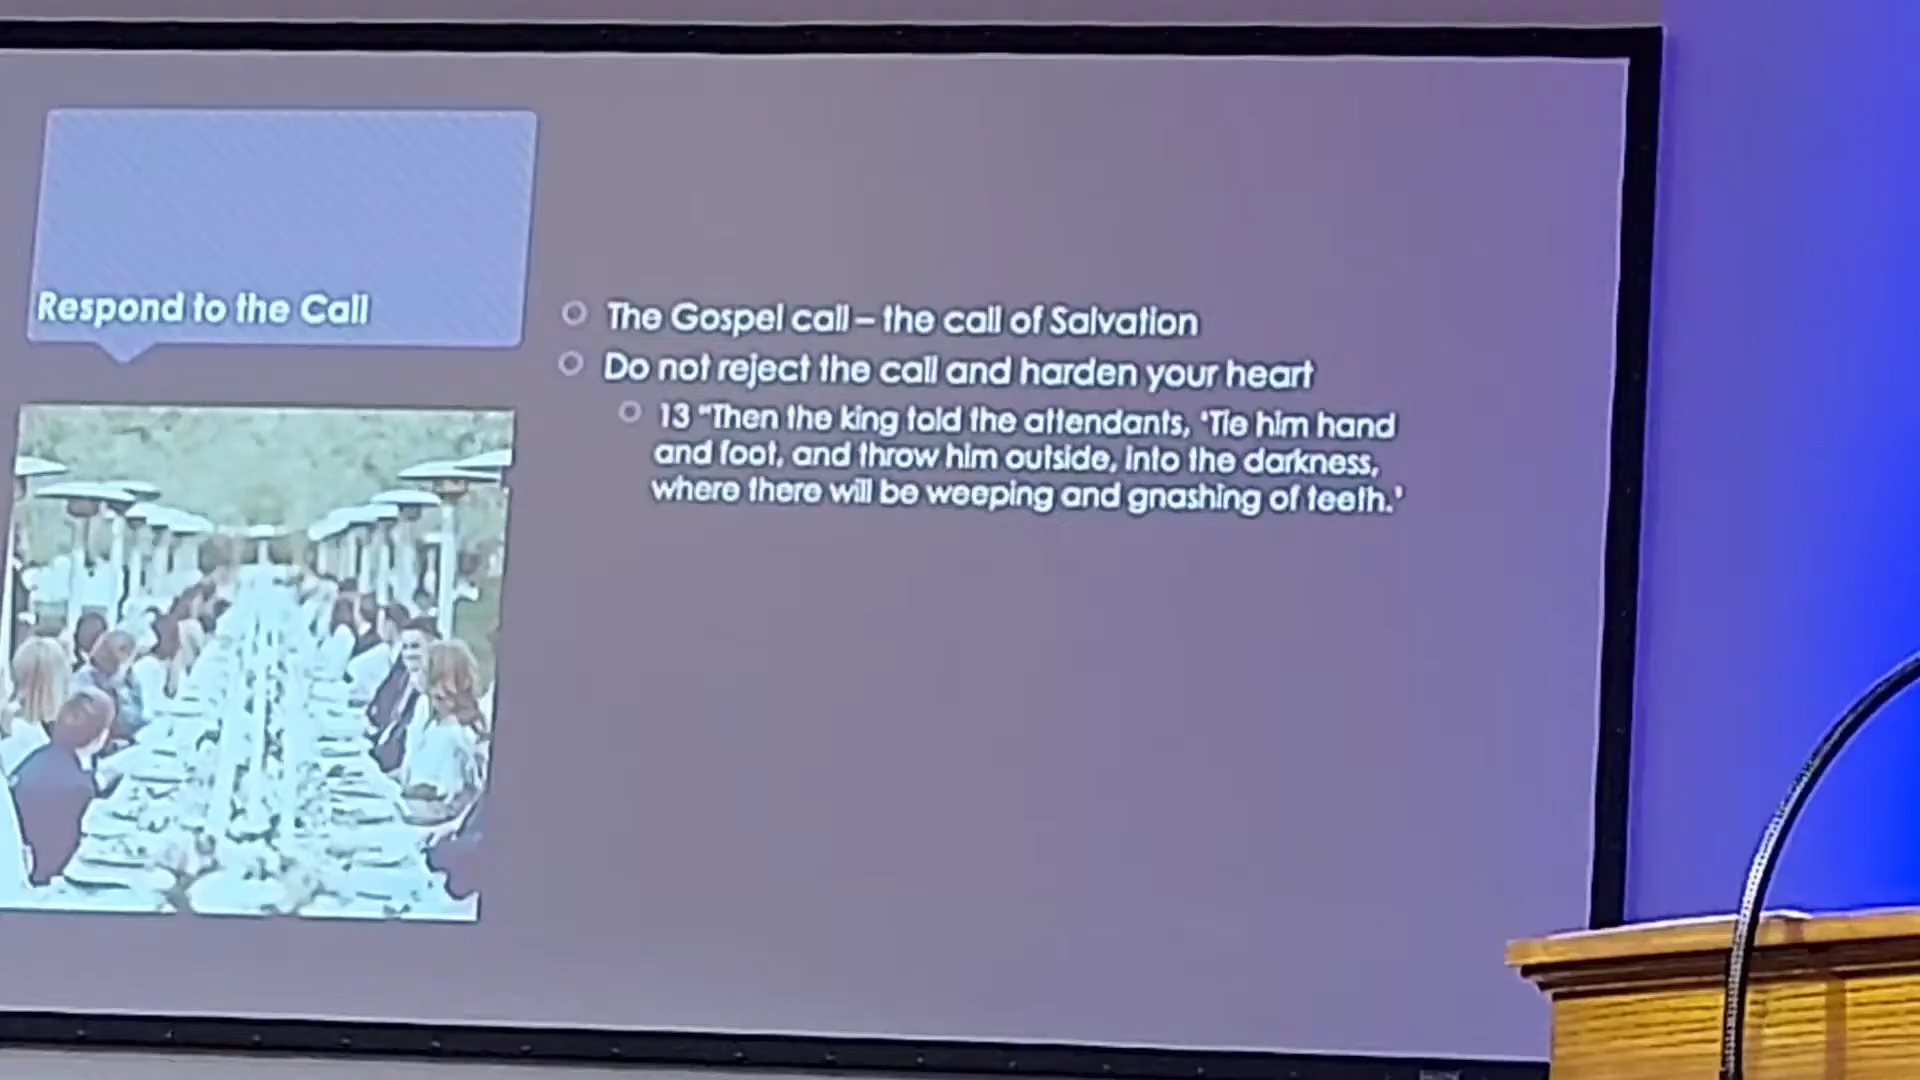 Respond to the Call
The Gospel call – the call of Salvation
Do not reject the call and harden your heart
13 “Then the king told the attendants, ‘Tie him hand
and foot, and throw him outside, into the darkness,
where there will be weeping and gnashing of teeth.’